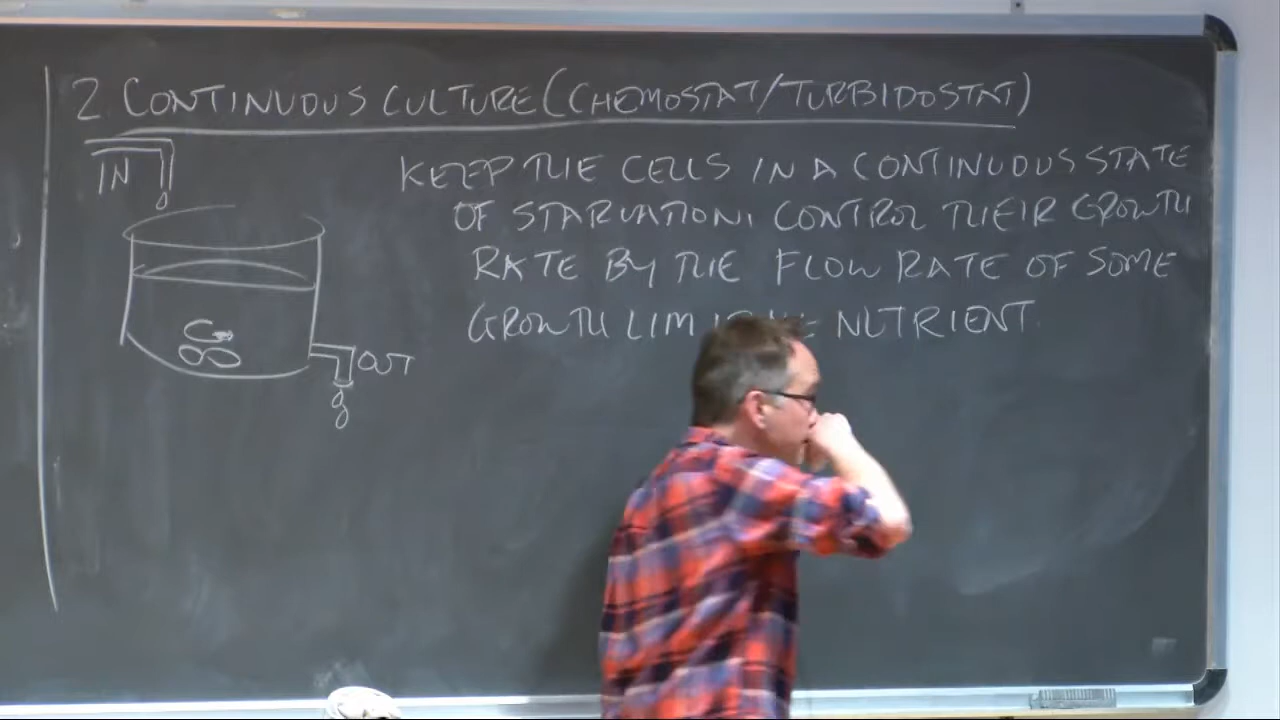 2 CONTINUOUS CULTURE (CHEMOSTAT/TURBIDOSTAT)
IN
KEEP THE CELLS IN A CONTINUOUS STATE
OF STARVATION, CONTROL THEIR GROWTH
RATE BY THE FLOW RATE OF SOME
GROWTH NUTRIENT
OUT